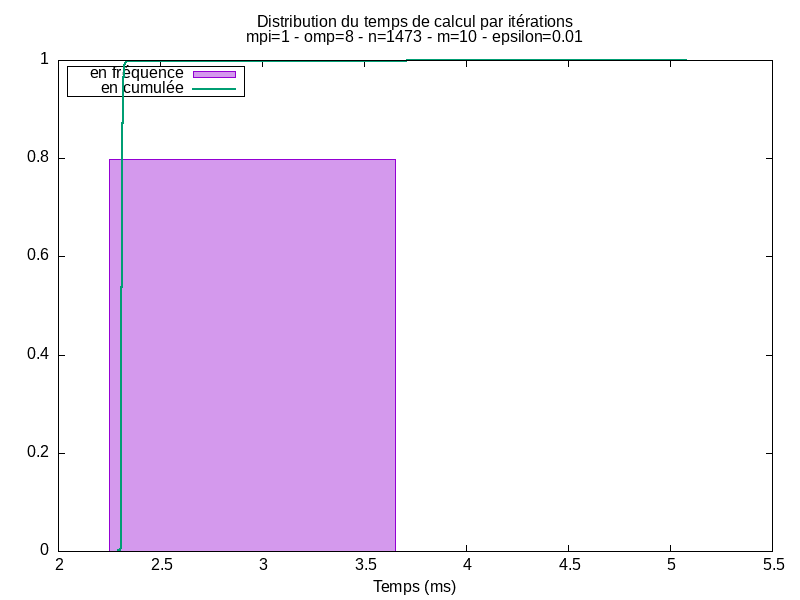 Distribution du temps de calcul par itérations
mpi=1 - omp=8 - n=1473 - m=10 - epsilon=0.01
en fréquence
en cumulée
1
0.8
0.6
0.4
0.2
0
2
2.5
3
3.5
4
4.5
5
5.5
Temps (ms)